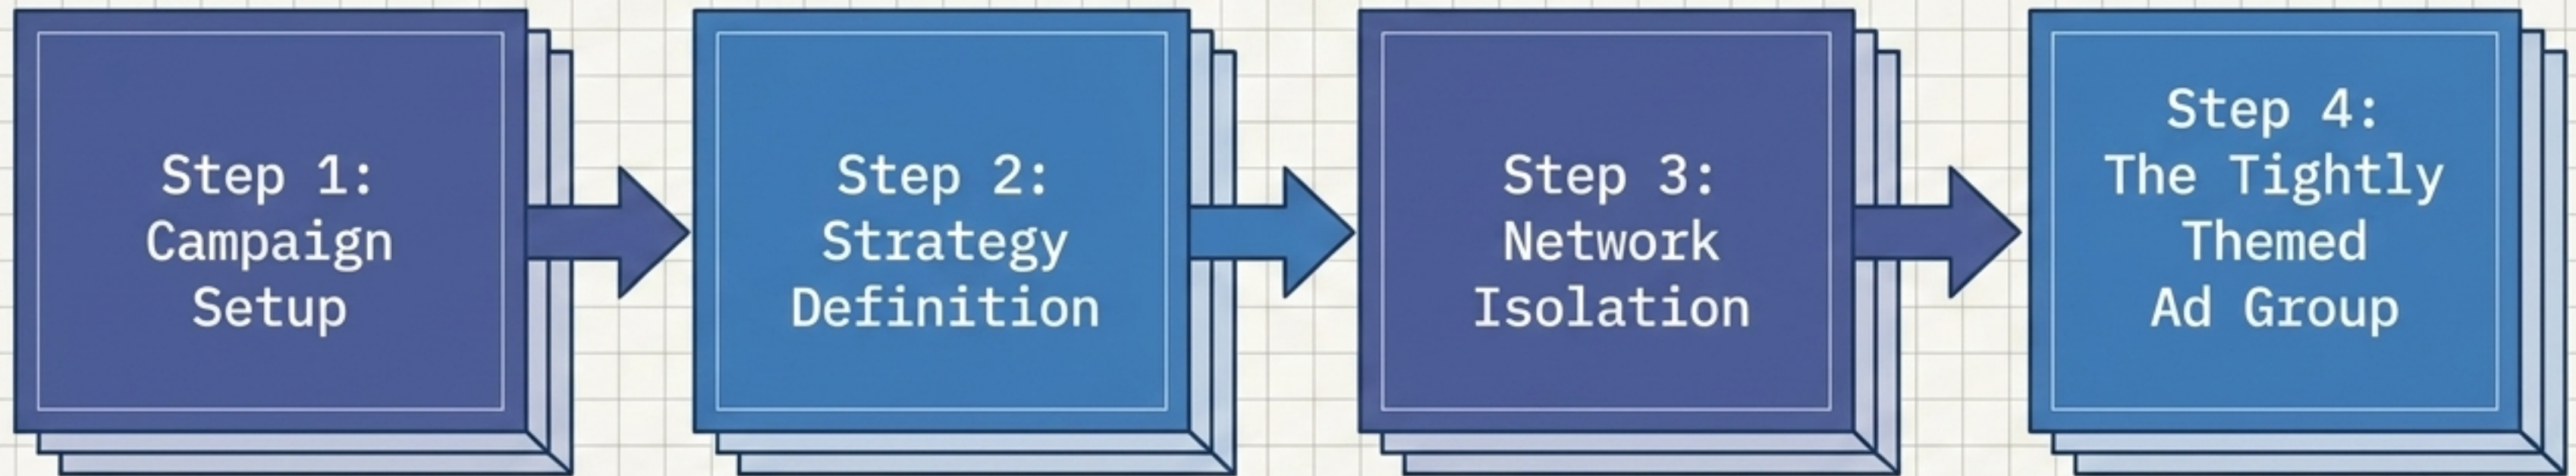 Step 1:
Campaign
Setup
Step 2:
Strategy
Definition
Step 3:
Network
Isolation
Step 4:
The Tightly
Themed
Ad Group